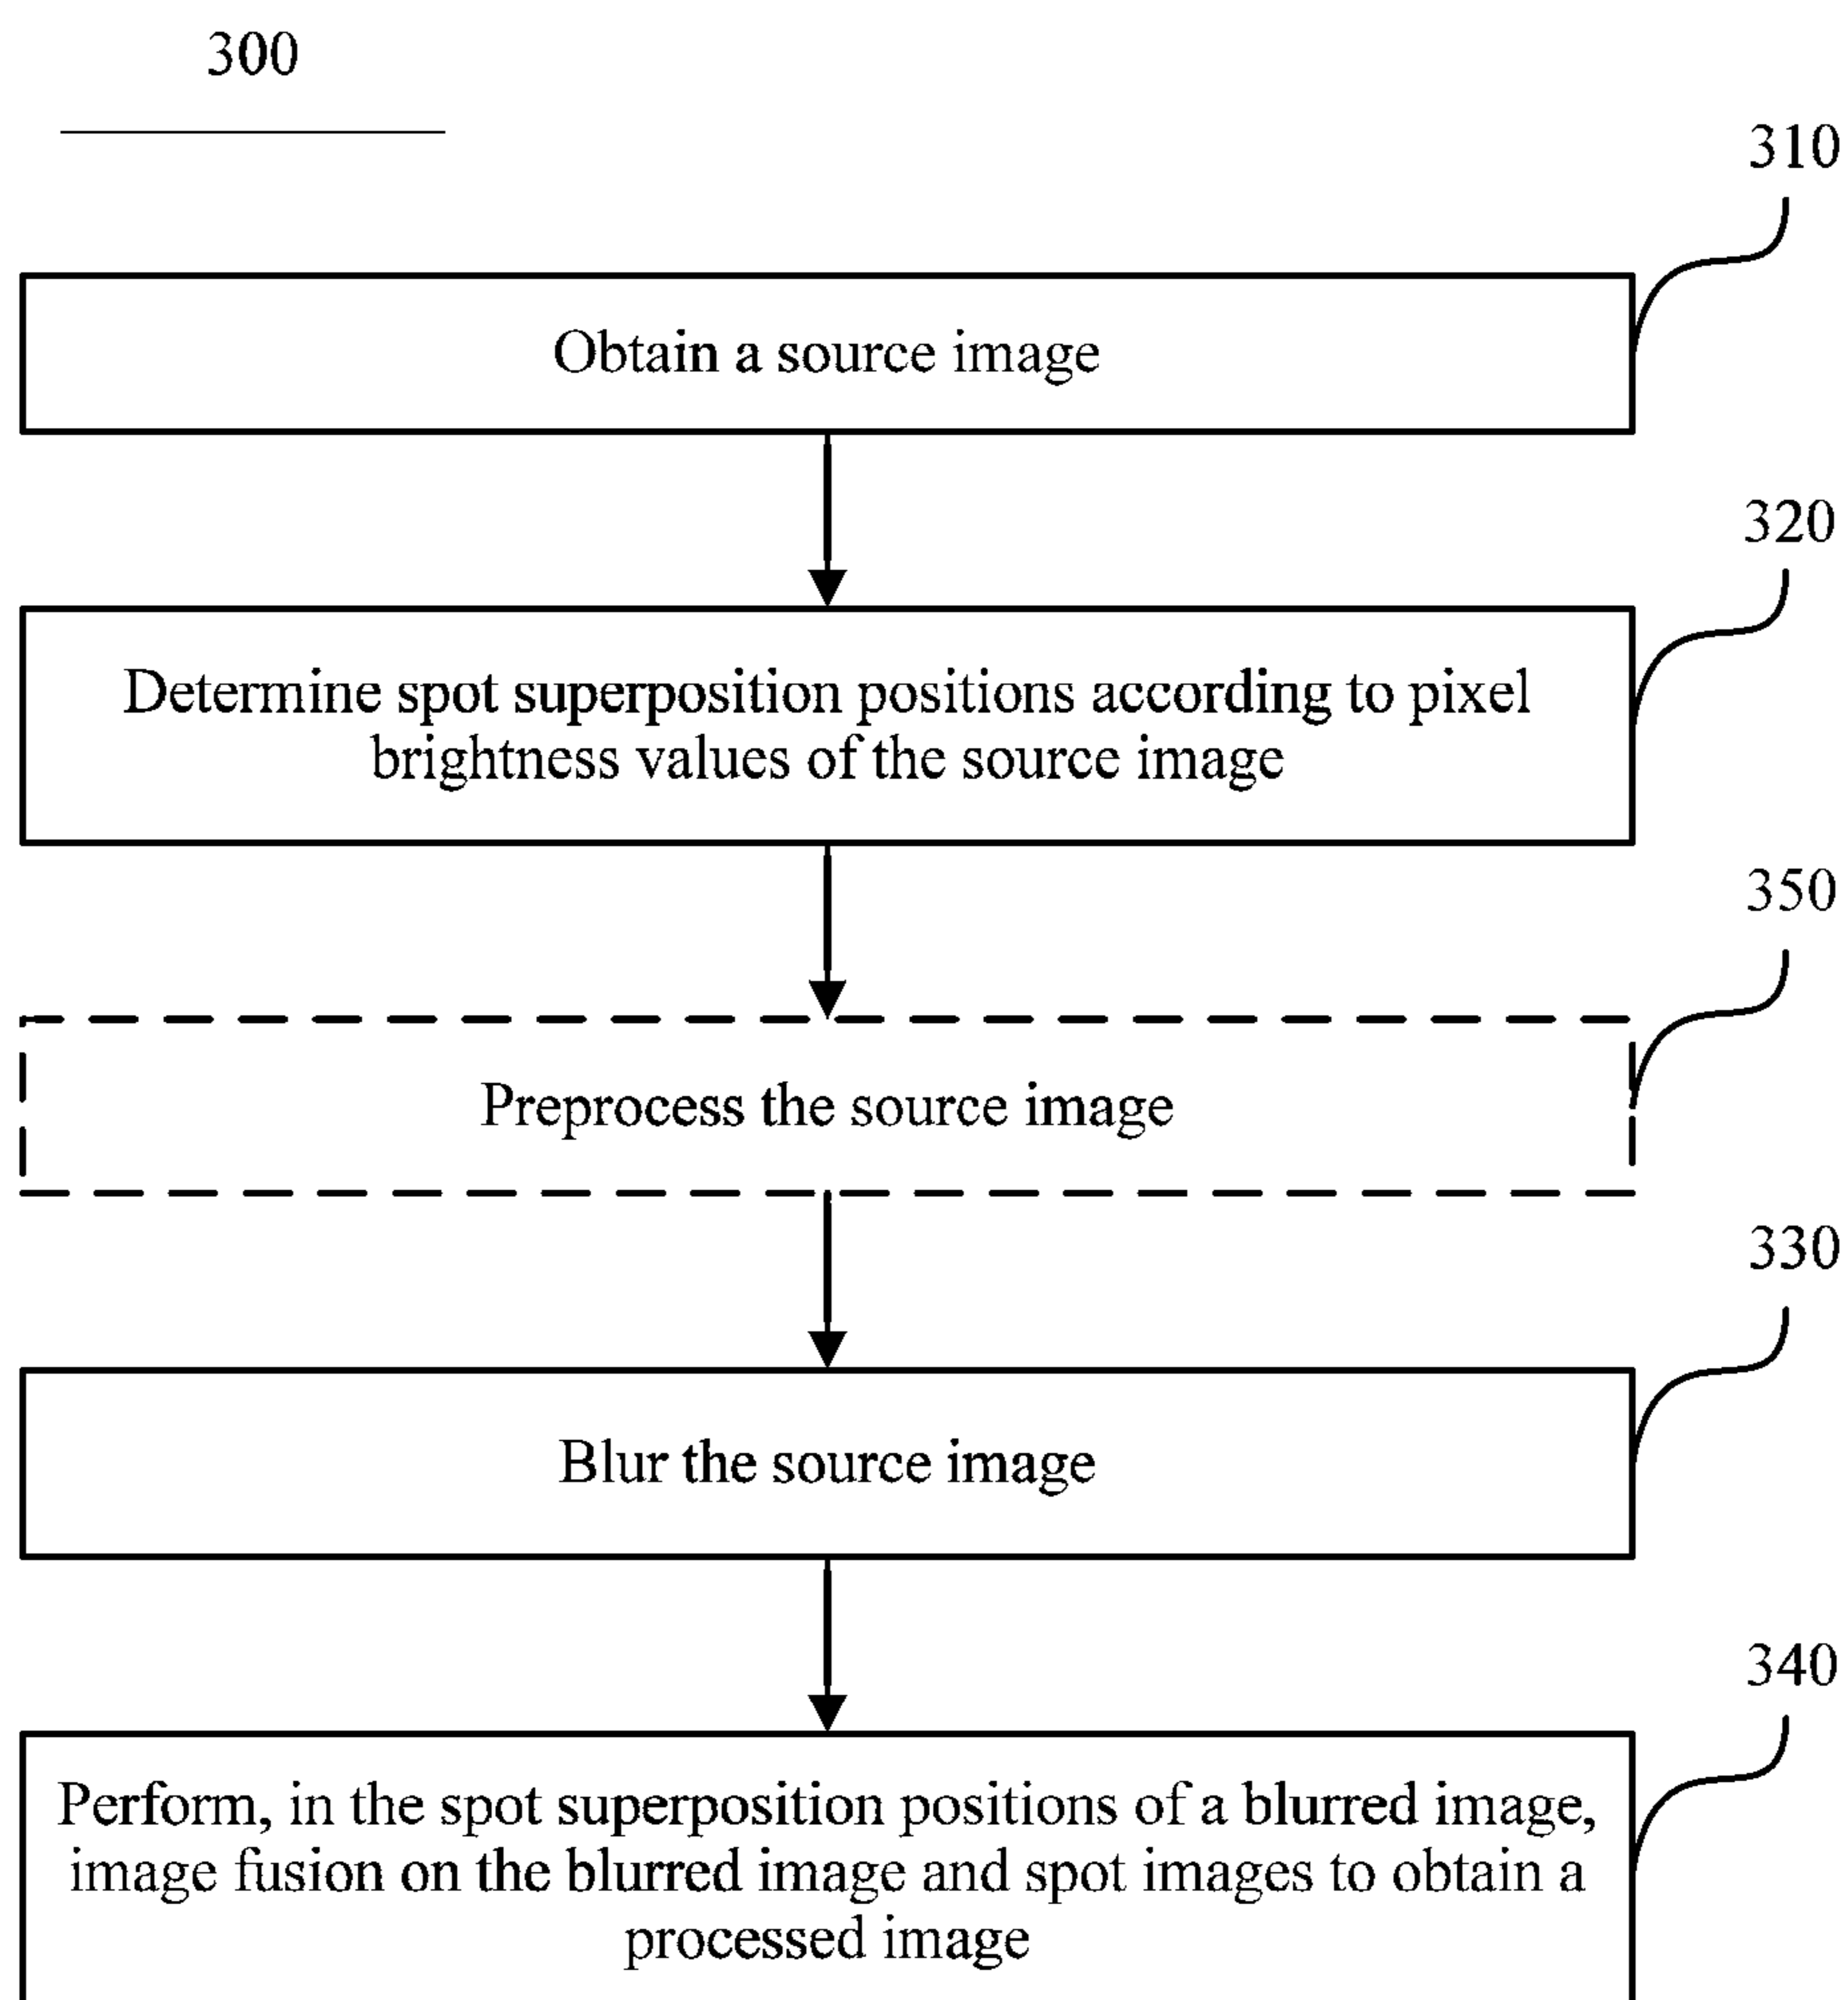 300
310
Obtain a source image
320
Determine spot superposition positions according to pixel
brightness values of the source image
350
Preprocess the source image
330
Blur the source image
340
Perform, in the spot superposition positions of a blurred image,
image fusion on the blurred image and spot images to obtain a
processed image